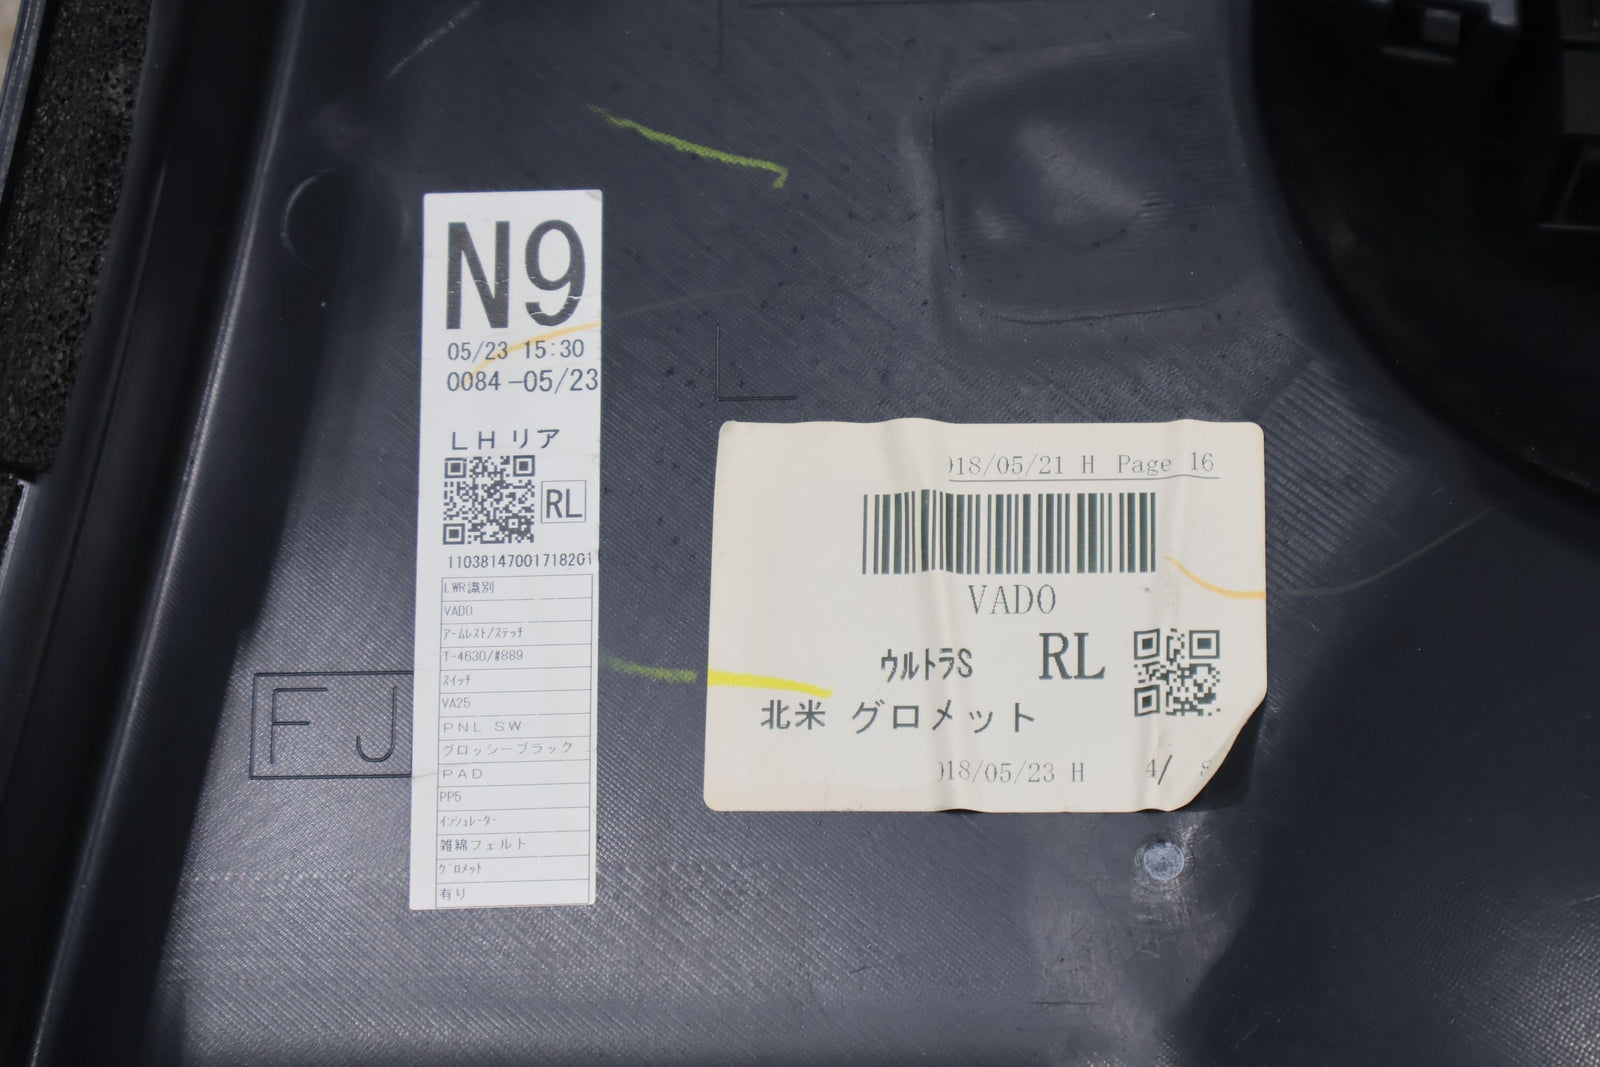 N9
05/23 15:30
0084-05/23
LHリア
RL
11038147001718201
LWR識別
VADO
アームレスト/ステッチ
T-4630/#889
スイッチ
VA25
PNL SW
グロッシーブラック
PAD
PP5
インシュレーター
雑綿フェルト
グロメット
有り
FJ
L
018/05/21 H Page 16
VADO
ウルトラS RL
北米 グロメット
018/05/23 H 4/ 8